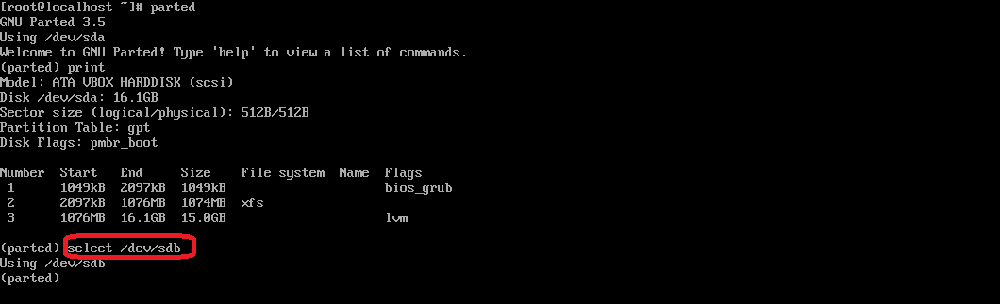 [root@localhost ~]# parted
GNU Parted 3.5
Using /dev/sda
Welcome to GNU Parted! Type 'help' to view a list of commands.
(parted) print
Model: ATA VBOX HARDDISK (scsi)
Disk /dev/sda: 16.1GB
Sector size (logical/physical): 512B/512B
Partition Table: gpt
Disk Flags: pmbr_boot
Number  Start   End     Size    File system  Name  Flags
 1      1049kB  2097kB  1049kB                     bios_grub
 2      2097kB  1076MB  1074MB  xfs
 3      1076MB  16.1GB  15.0GB                     lvm
(parted) select /dev/sdb
Using /dev/sdb
(parted)